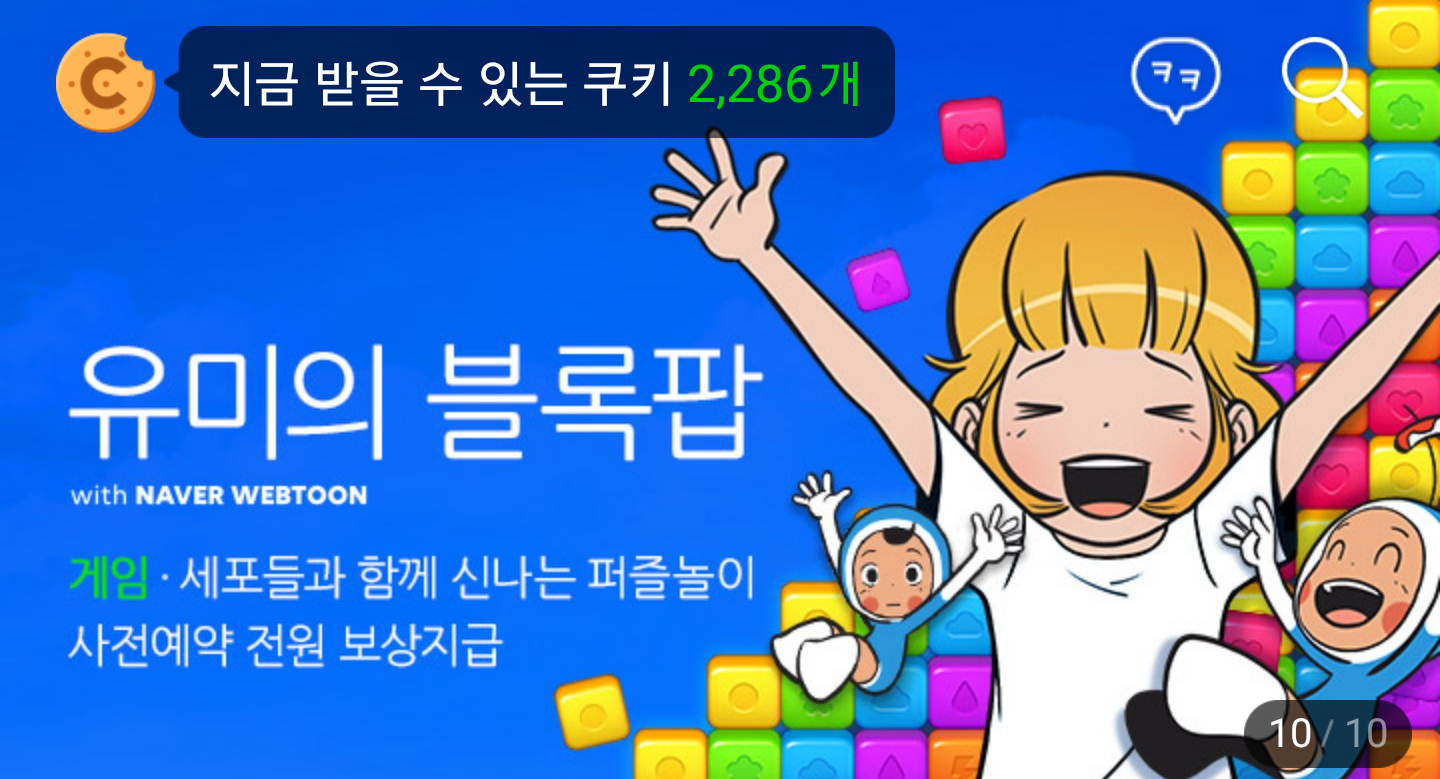 지금 받을 수 있는 쿠키 2,286개
ㅋㅋ
유미의 블록팝
with NAVER WEBTOON
게임 · 세포들과 함께 신나는 퍼즐놀이
사전예약 전원 보상지급
10 / 10